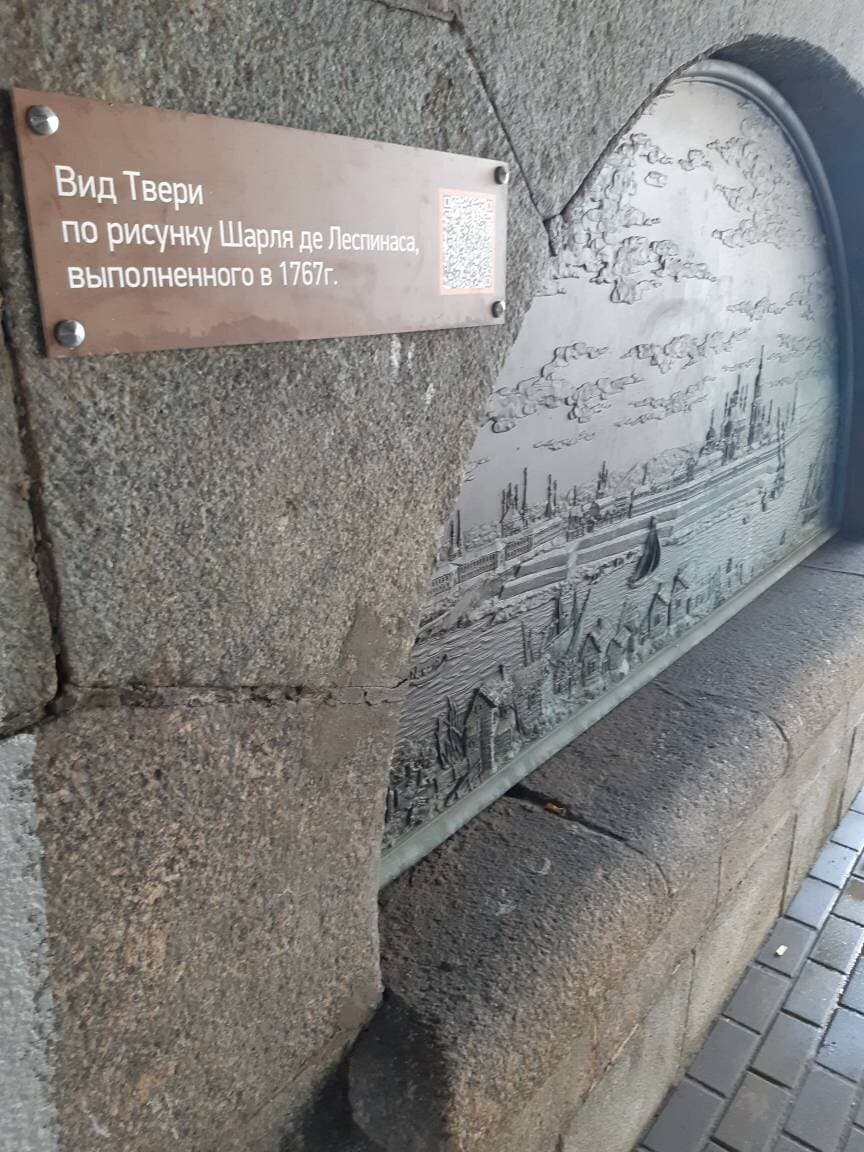 Вид Твери
по рисунку Шарля де Леспинаса,
выполненного в 1767г.